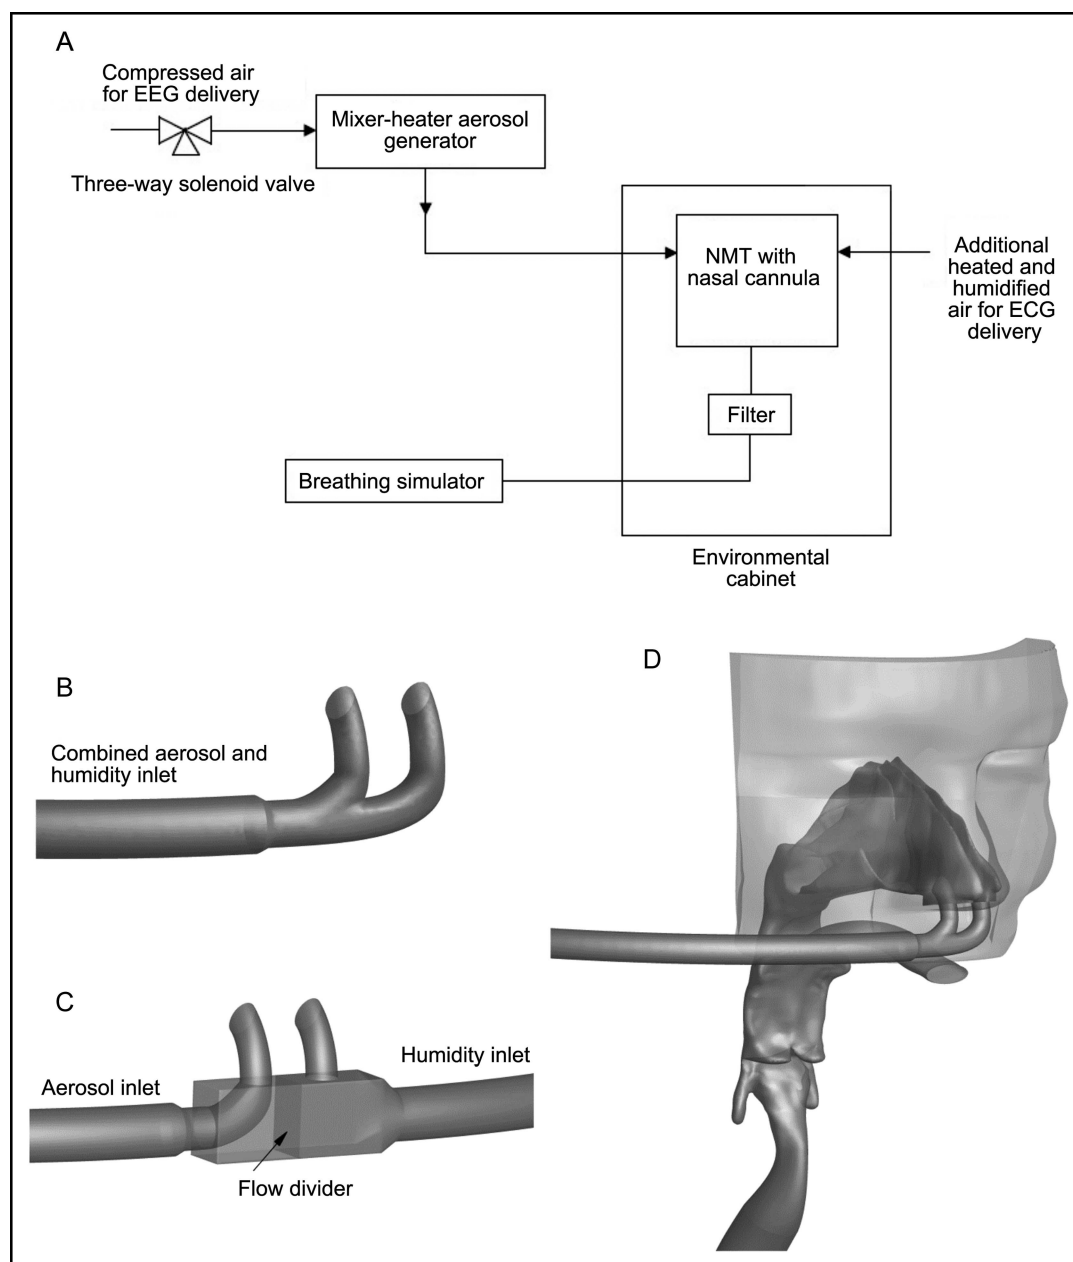 A
Compressed air
for EEG delivery
Three-way solenoid valve
Mixer-heater aerosol
generator
NMT with
nasal cannula
Additional
heated and
humidified
air for ECG
delivery
Filter
Breathing simulator
Environmental
cabinet
B
Combined aerosol and
humidity inlet
C
Aerosol inlet
Humidity inlet
Flow divider
D